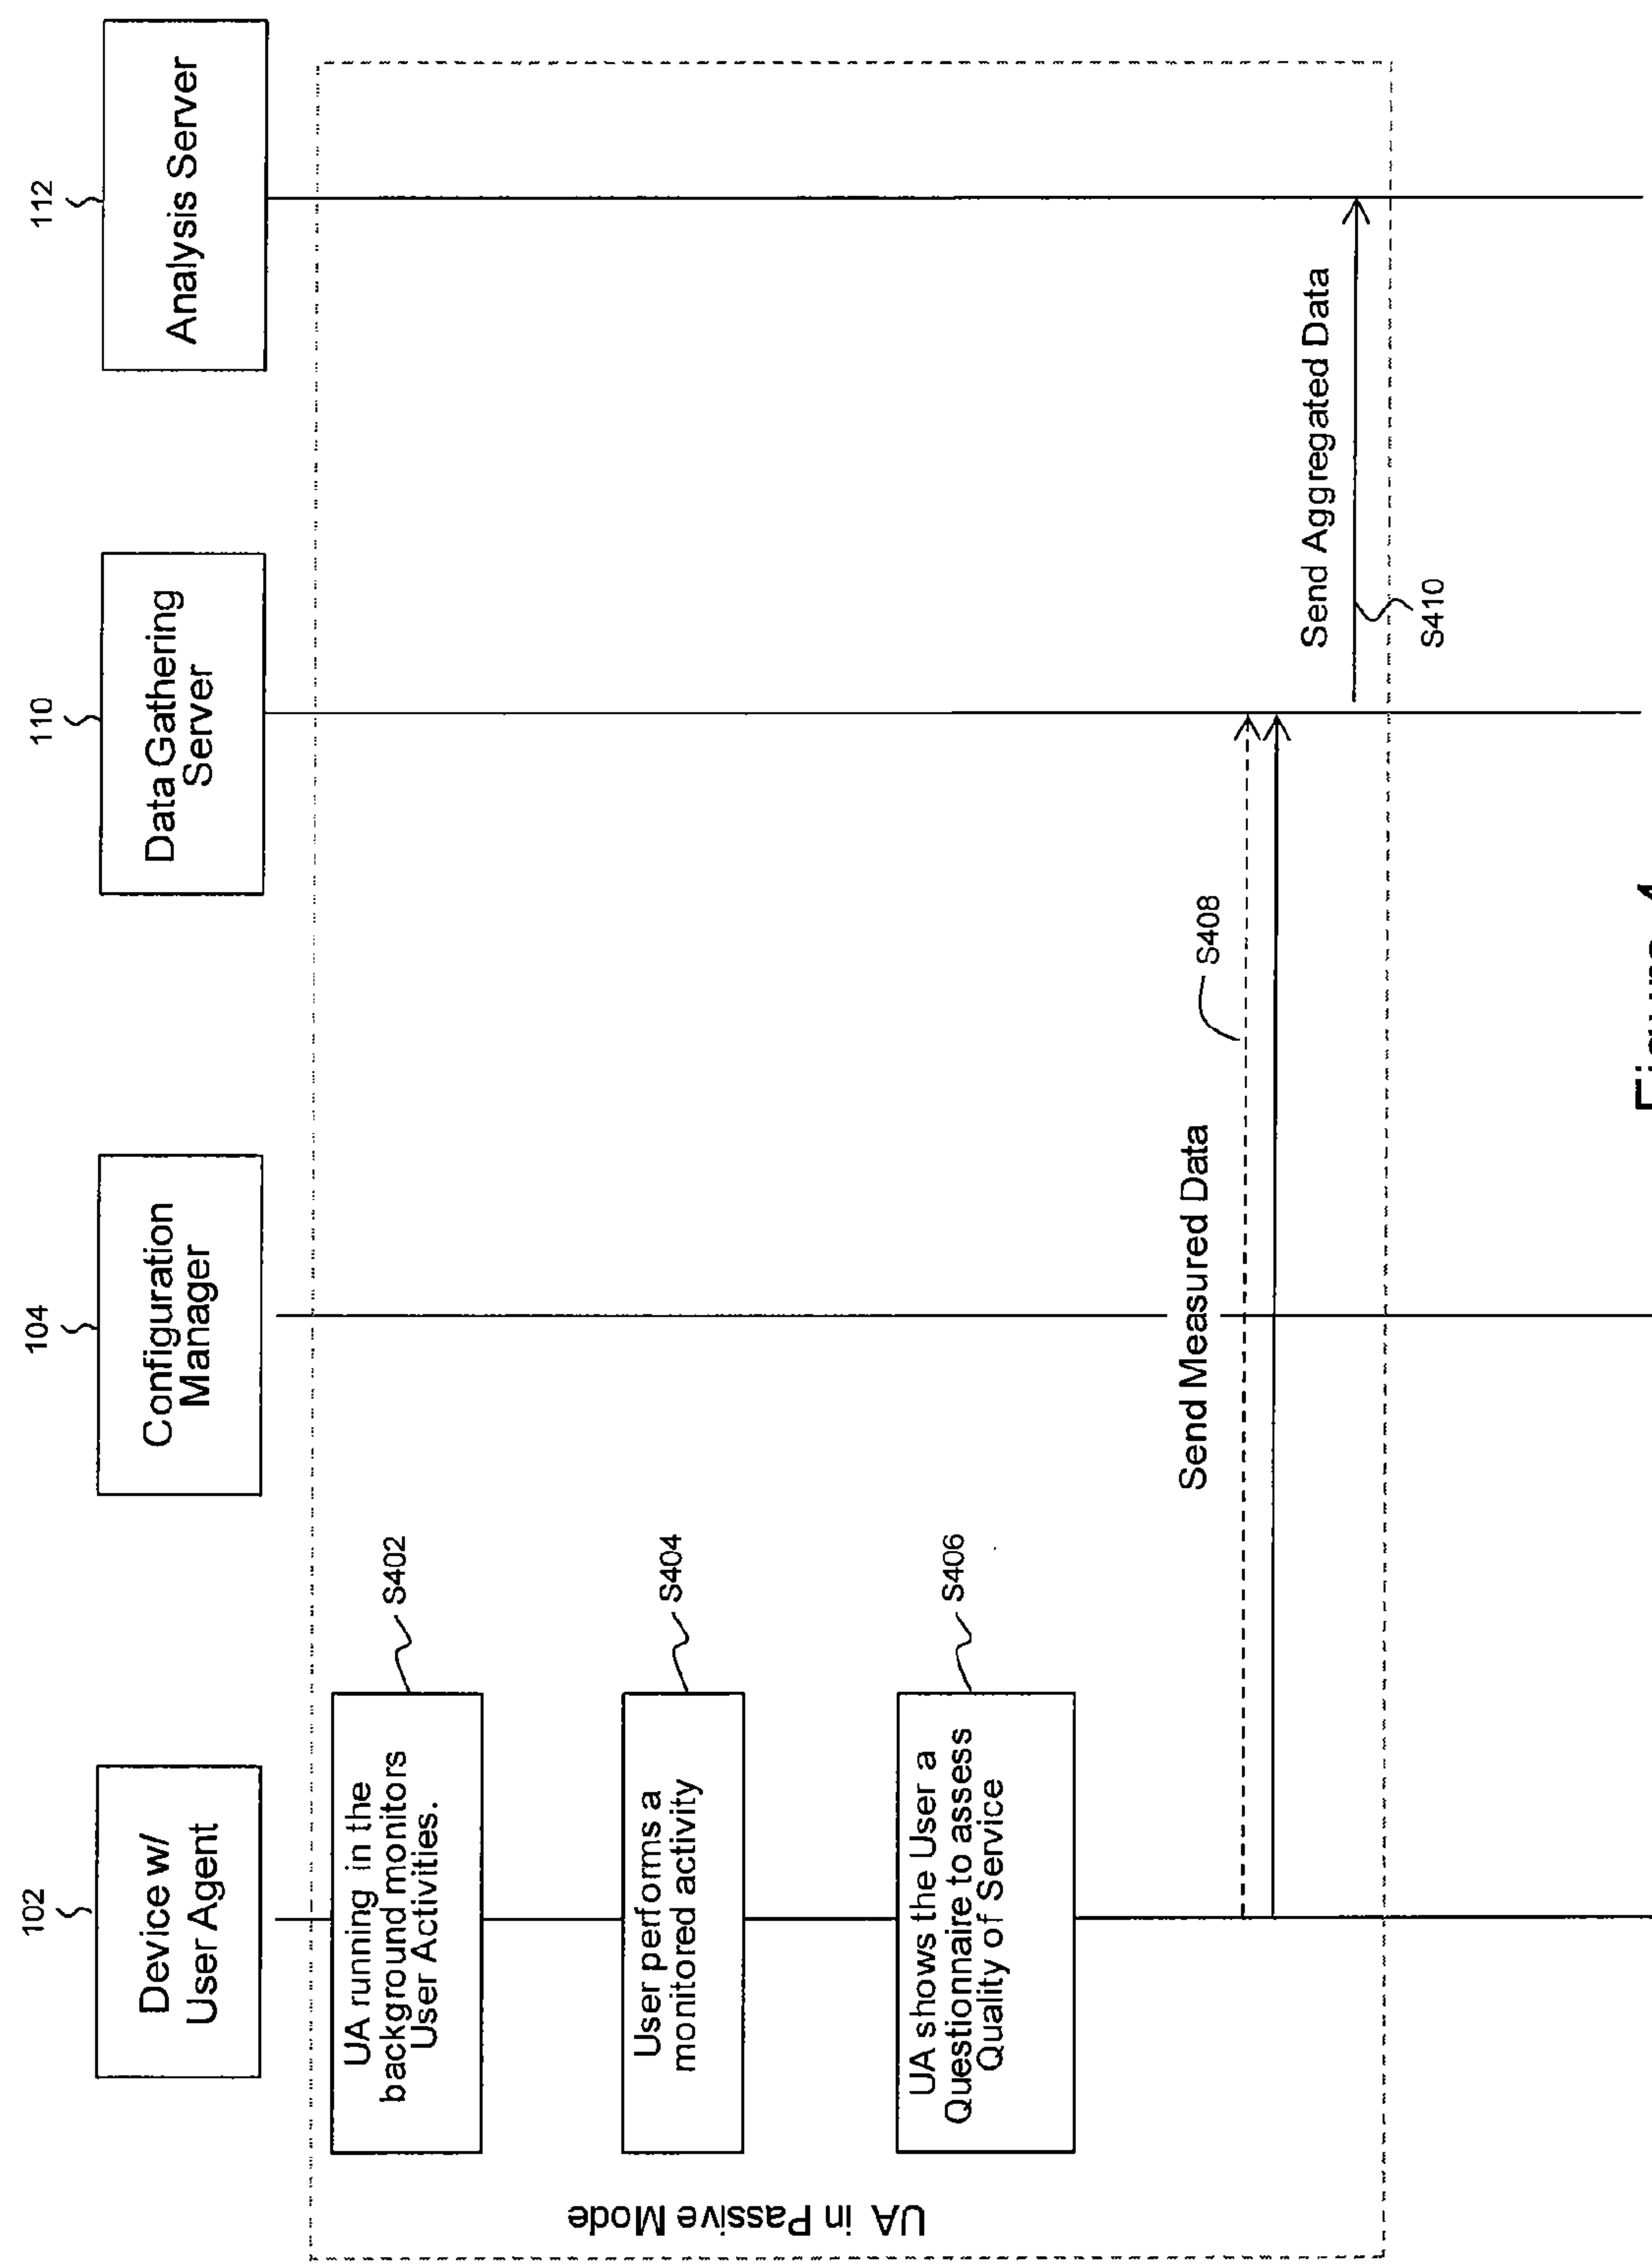 102
Device w/
User Agent
104
Configuration
Manager
110
Data Gathering
Server
112
Analysis Server
UA in Passive Mode
UA running in the
background monitors
User Activities.
S402
User performs a
monitored activity
S404
UA shows the User a
Questionnaire to assess
Quality of Service
S406
Send Measured Data
S408
Send Aggregated Data
S410